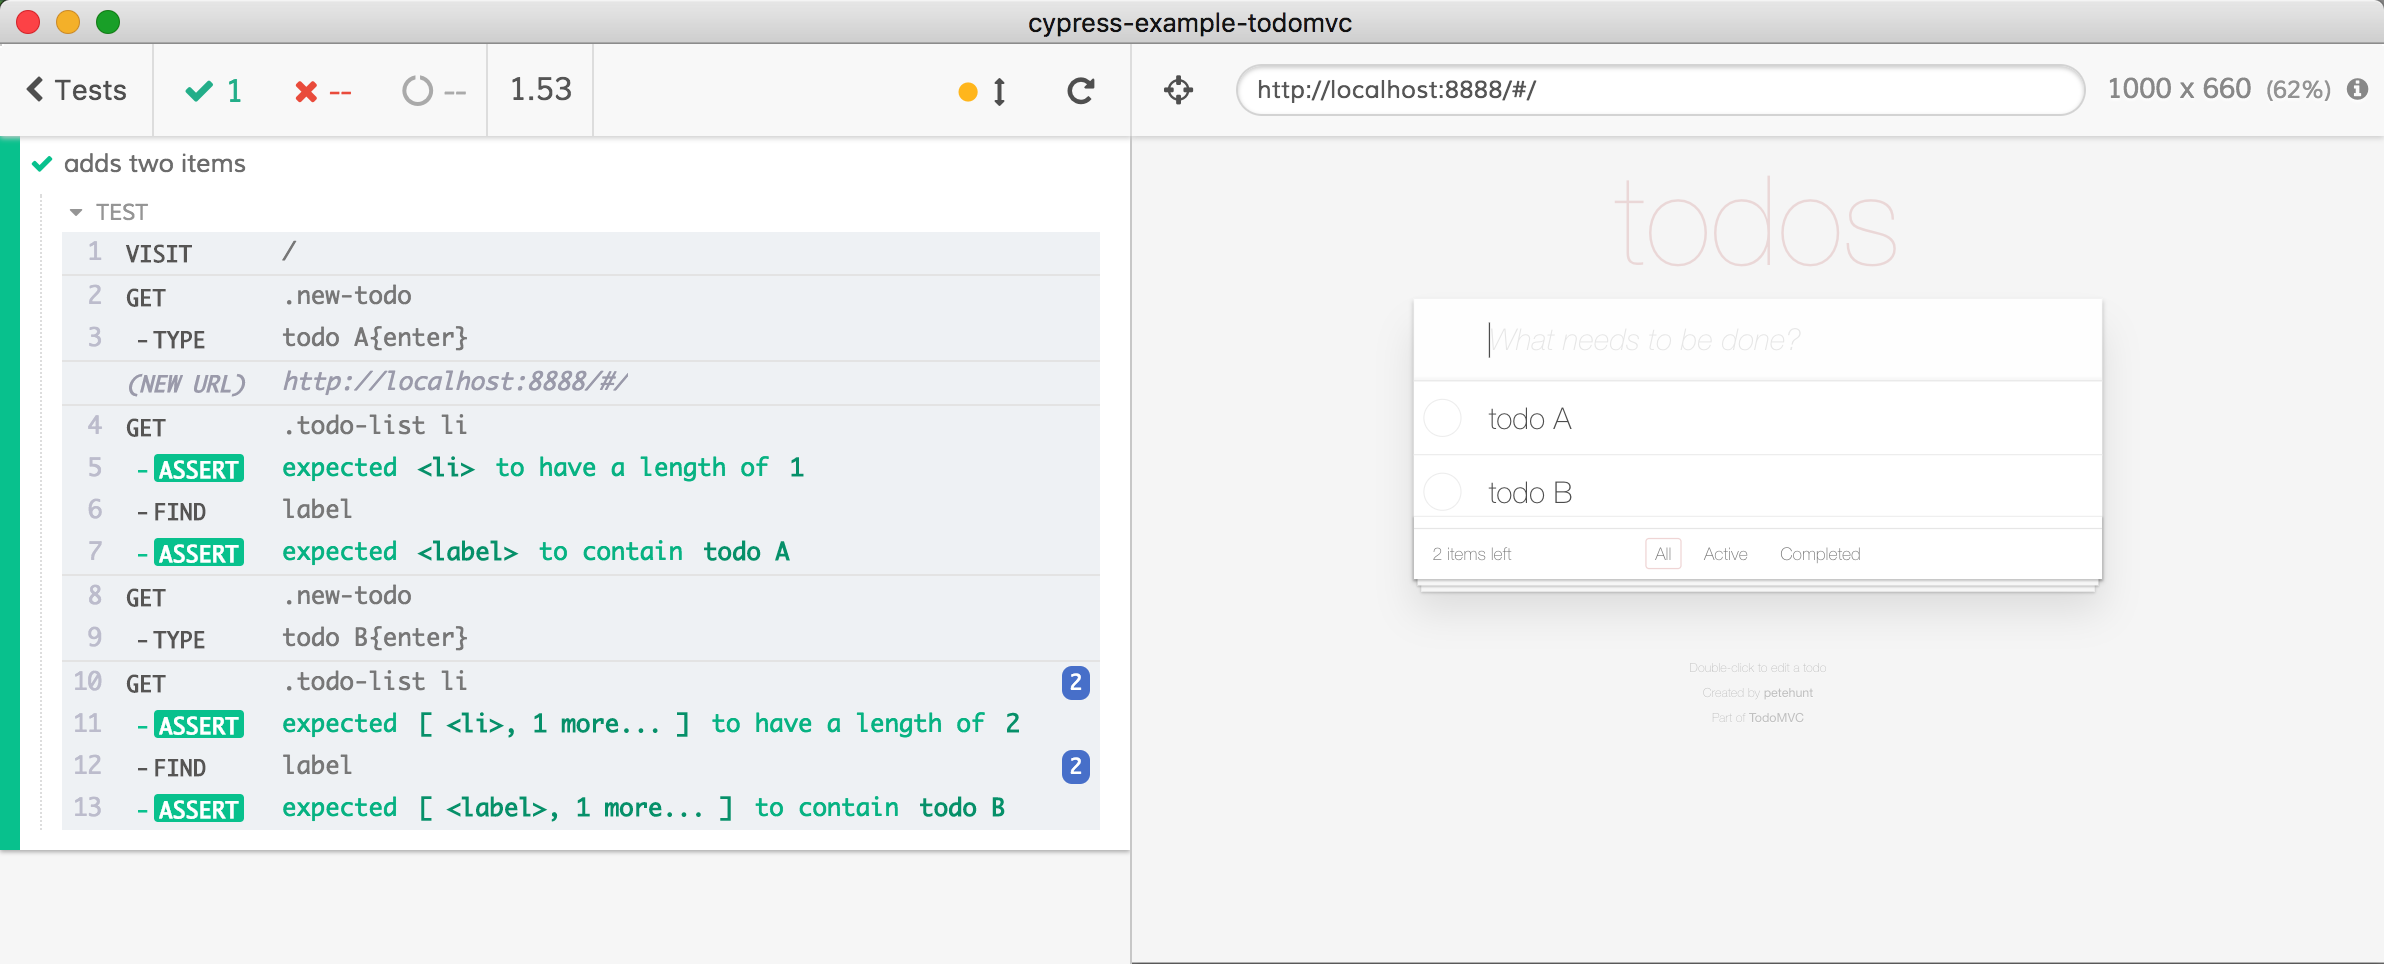 cypress-example-todomvc
Tests
1
--
--
1.53
http://localhost:8888/#/
1000 x 660 (62%)
adds two items
TEST
1 VISIT /
2 GET .new-todo
3 -TYPE todo A{enter}
(NEW URL) http://localhost:8888/#/
4 GET .todo-list li
5 -ASSERT expected <li> to have a length of 1
6 -FIND label
7 -ASSERT expected <label> to contain todo A
8 GET .new-todo
9 -TYPE todo B{enter}
10 GET .todo-list li 2
11 -ASSERT expected [ <li>, 1 more... ] to have a length of 2
12 -FIND label 2
13 -ASSERT expected [ <label>, 1 more... ] to contain todo B
todos
What needs to be done?
todo A
todo B
2 items left All Active Completed
Double-click to edit a todo
Created by petehunt
Part of TodoMVC